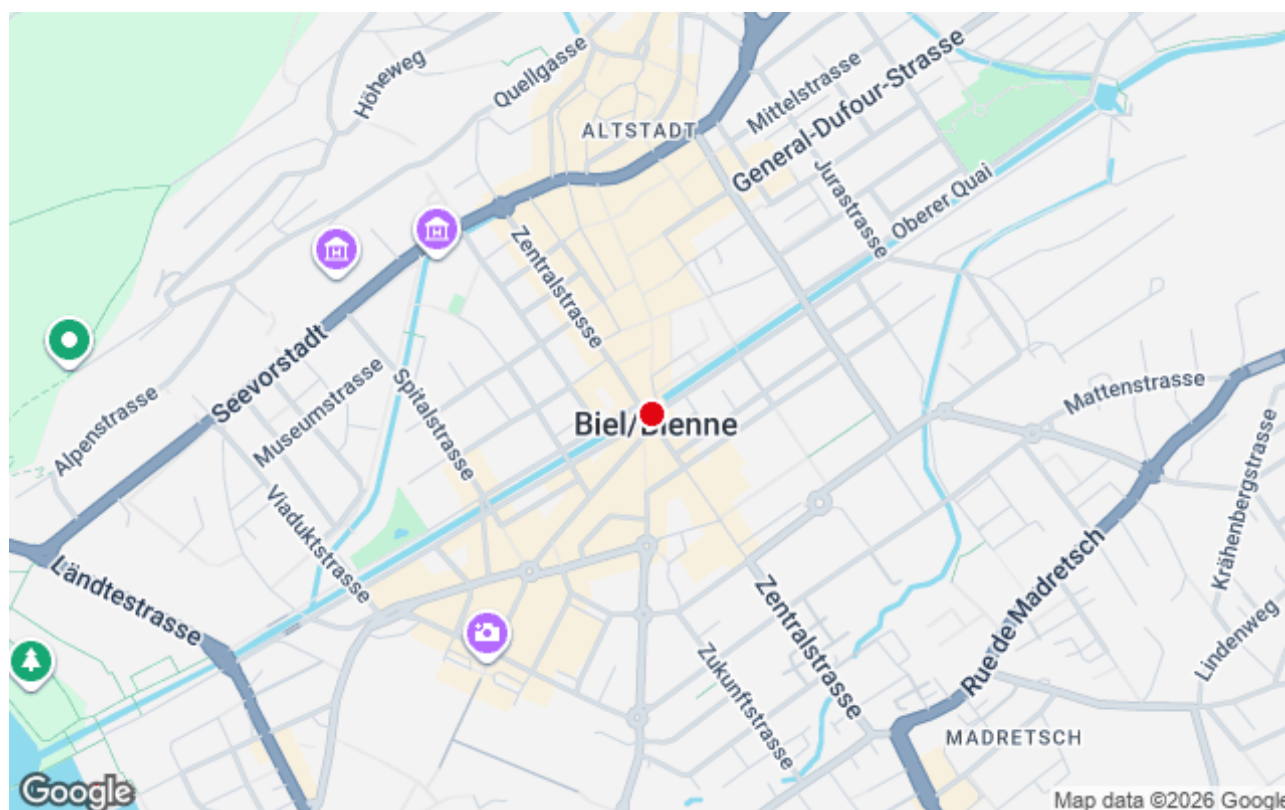 Höheweg
Quellgasse
ALTSTADT
Mittelstrasse
General-Dufour-Strasse
Jurastrasse
Oberer Quai
Zentralstrasse
Seevorstadt
Museumstrasse
Spitalstrasse
Alpenstrasse
Biel/Bienne
Mattenstrasse
Krähenbergstrasse
Viaduktstrasse
Ländtestrasse
Zentralstrasse
Rue de Madretsch
Lindenweg
Zukunftstrasse
MADRETSCH
Google
Map data ©2026 Google